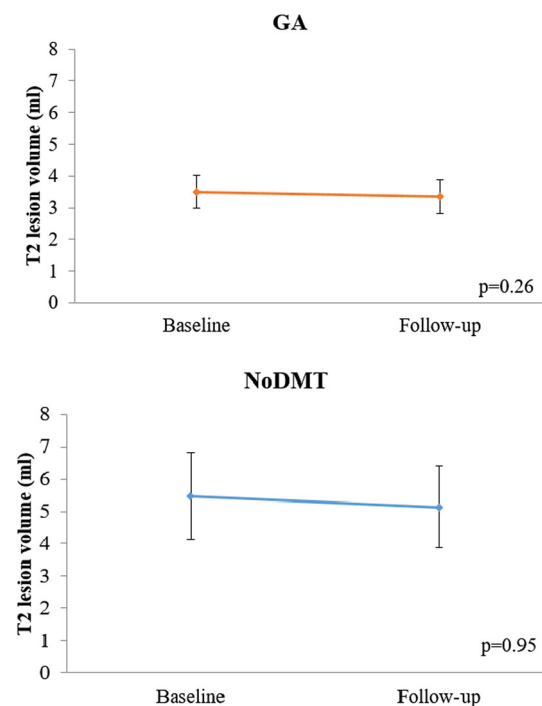 GA
8
7
6
5
4
3
2
1
0
T2 lesion volume (ml)
p=0.26
Baseline Follow-up
NoDMT
8
7
6
5
4
3
2
1
0
T2 lesion volume (ml)
p=0.95
Baseline Follow-up